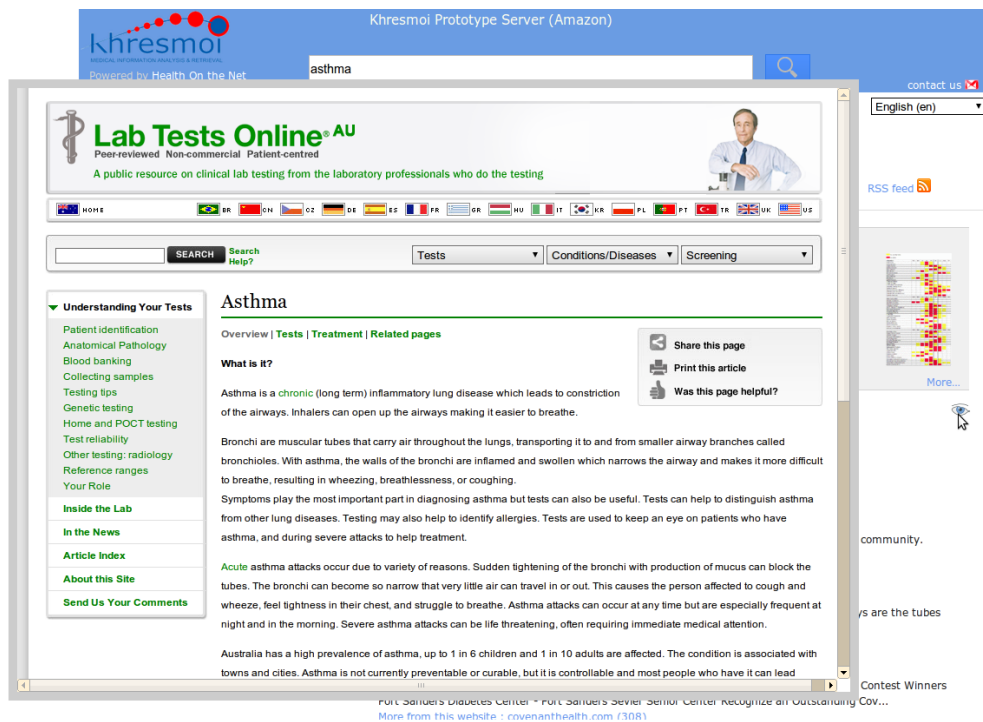 Khresmoi Prototype Server (Amazon)
khresmoi
MEDICAL INFORMATION ANALYSIS & RETRIEVAL
Powered by Health On the Net
asthma
contact us
English (en)
RSS feed
Lab Tests Online® AU
Peer-reviewed Non-commercial Patient-centred
A public resource on clinical lab testing from the laboratory professionals who do the testing
HOME BR CN CZ DE ES FR GR HU IT KR PL PT TR UK US
SEARCH
Search
Help?
Tests
Conditions/Diseases
Screening
Understanding Your Tests
Patient identification
Anatomical Pathology
Blood banking
Collecting samples
Testing tips
Genetic testing
Home and POCT testing
Test reliability
Other testing: radiology
Reference ranges
Your Role
Inside the Lab
In the News
Article Index
About this Site
Send Us Your Comments
Asthma
Overview | Tests | Treatment | Related pages
Share this page
Print this article
Was this page helpful?
What is it?
Asthma is a chronic (long term) inflammatory lung disease which leads to constriction
of the airways. Inhalers can open up the airways making it easier to breathe.
Bronchi are muscular tubes that carry air throughout the lungs, transporting it to and from smaller airway branches called
bronchioles. With asthma, the walls of the bronchi are inflamed and swollen which narrows the airway and makes it more difficult
to breathe, resulting in wheezing, breathlessness, or coughing.
Symptoms play the most important part in diagnosing asthma but tests can also be useful. Tests can help to distinguish asthma
from other lung diseases. Testing may also help to identify allergies. Tests are used to keep an eye on patients who have
asthma, and during severe attacks to help treatment.
Acute asthma attacks occur due to variety of reasons. Sudden tightening of the bronchi with production of mucus can block the
tubes. The bronchi can become so narrow that very little air can travel in or out. This causes the person affected to cough and
wheeze, feel tightness in their chest, and struggle to breathe. Asthma attacks can occur at any time but are especially frequent at
night and in the morning. Severe asthma attacks can be life threatening, often requiring immediate medical attention.
Australia has a high prevalence of asthma, up to 1 in 6 children and 1 in 10 adults are affected. The condition is associated with
towns and cities. Asthma is not currently preventable or curable, but it is controllable and most people who have it can lead
More...
community.
ys are the tubes
Contest Winners
Fort Sanders Diabetes Center - Fort Sanders Sevier Senior Center Recognize an Outstanding Cov...
More from this website : covenanthealth.com (308)